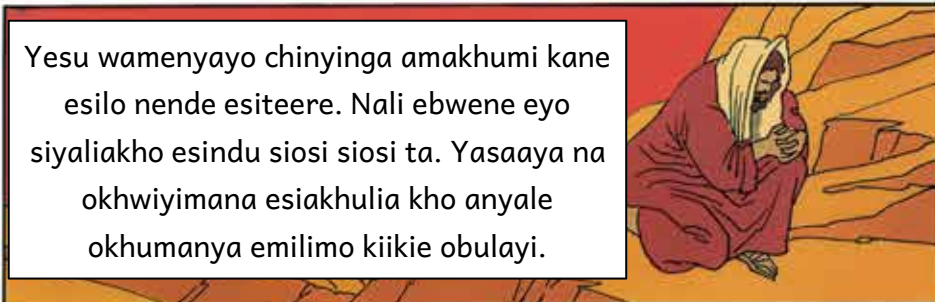 Yesu wamenyayo chinyinga amakhumi kane
esilo nende esiteere. Nali ebwene eyo
siyaliakho esindu siosi siosi ta. Yasaaya na
okhwiyimana esiakhulia kho anyale
okhumanya emilimo kiikie obulayi.